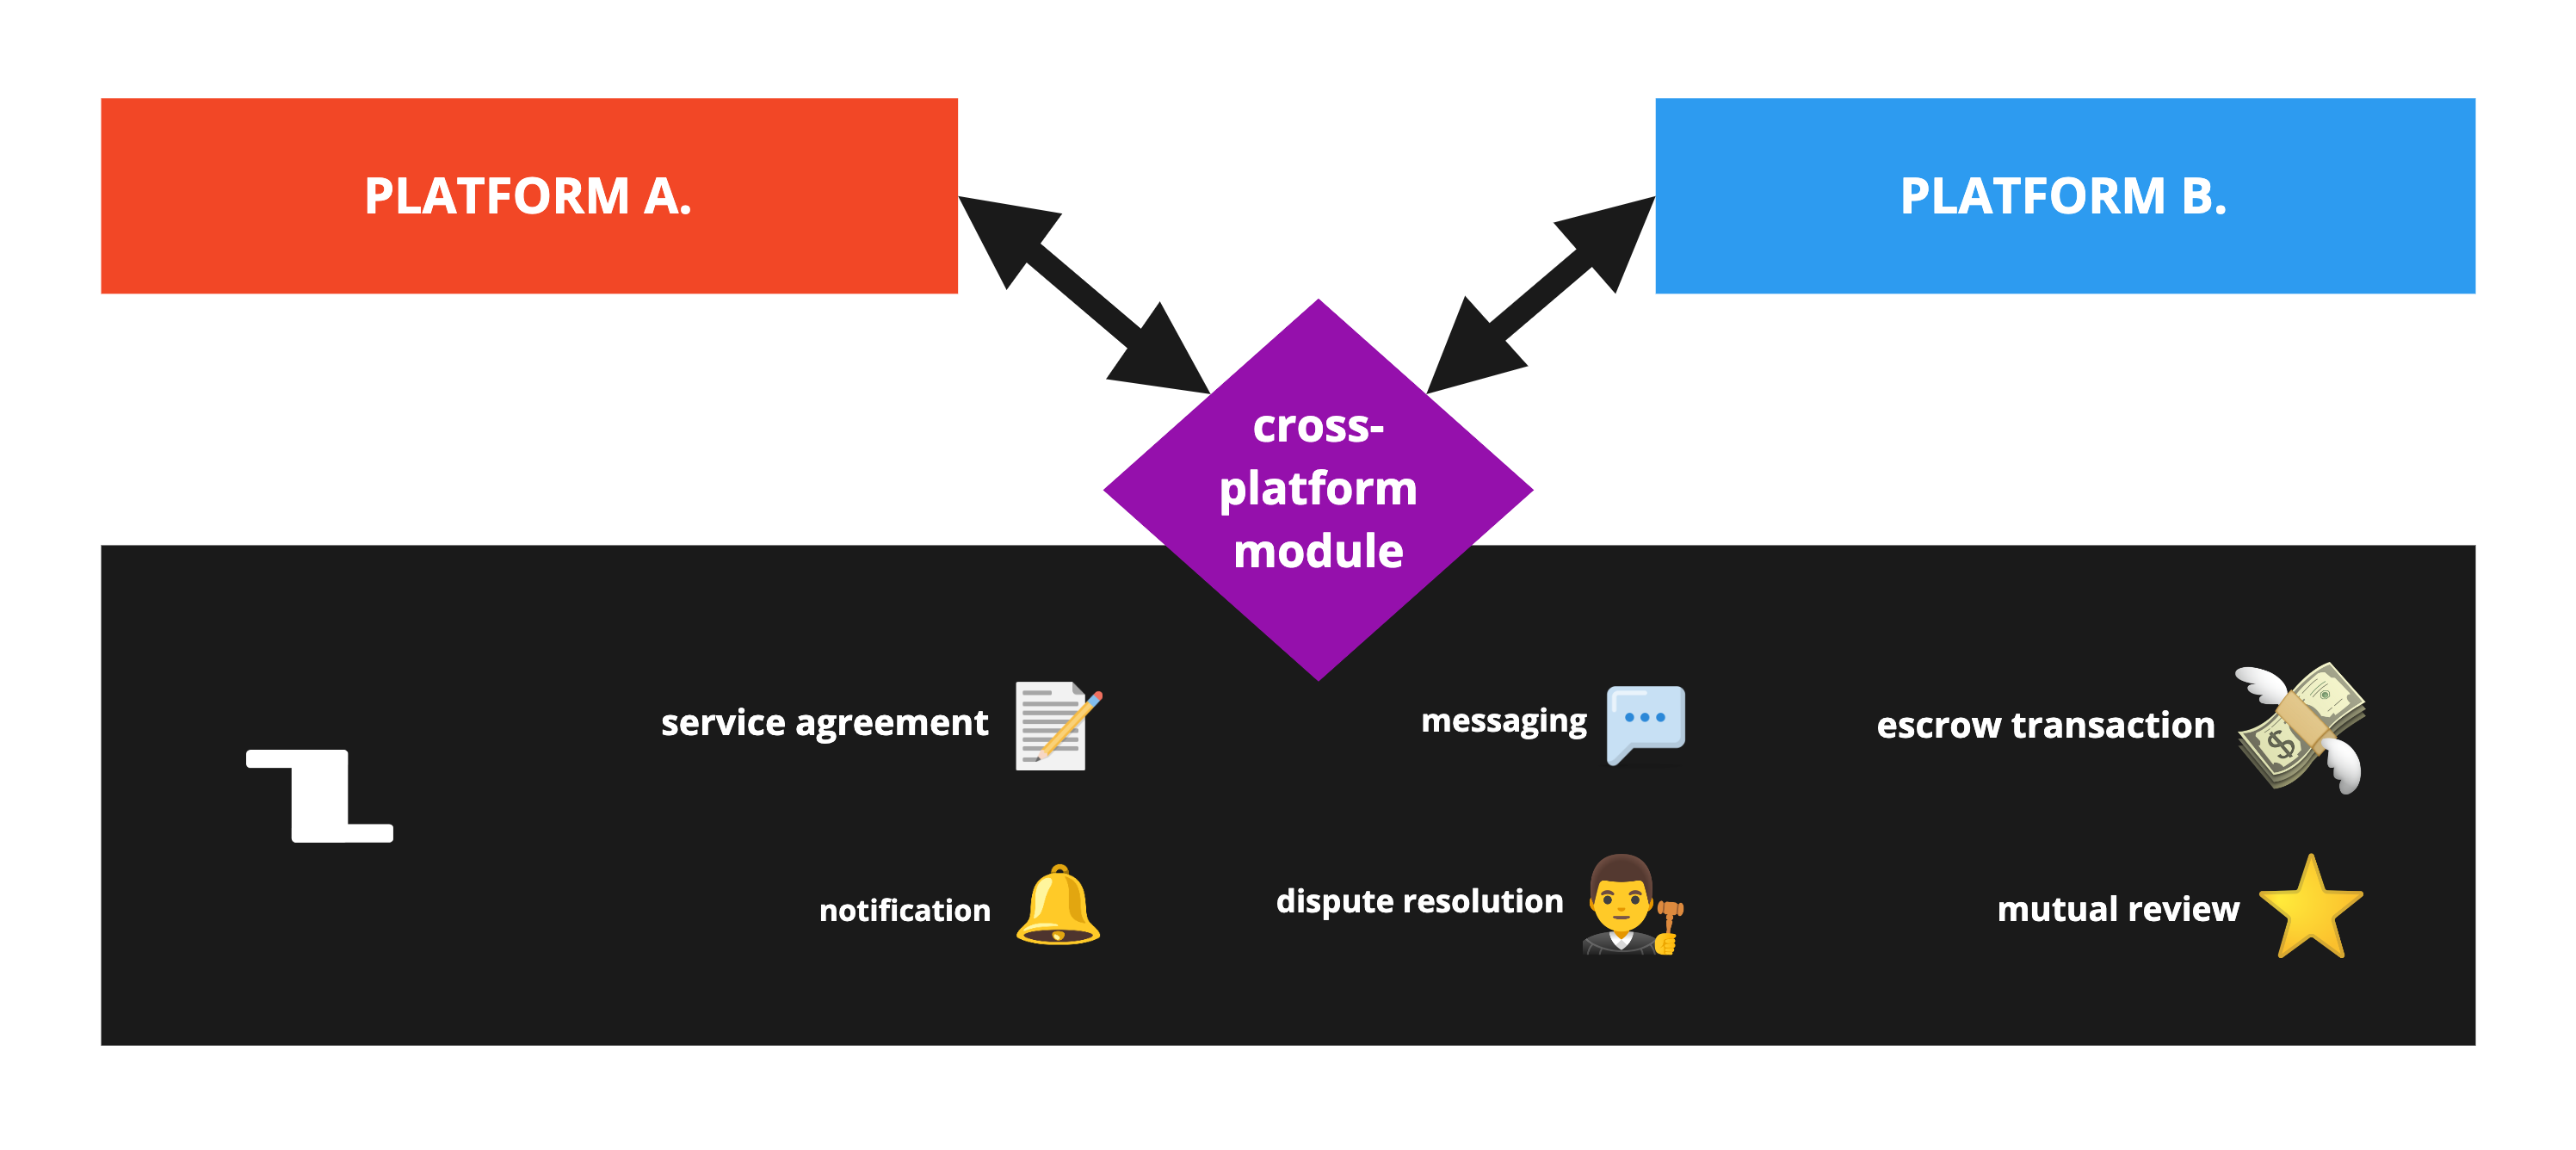 PLATFORM A.
PLATFORM B.
cross-
platform
module
service agreement
messaging
escrow transaction
notification
dispute resolution
mutual review